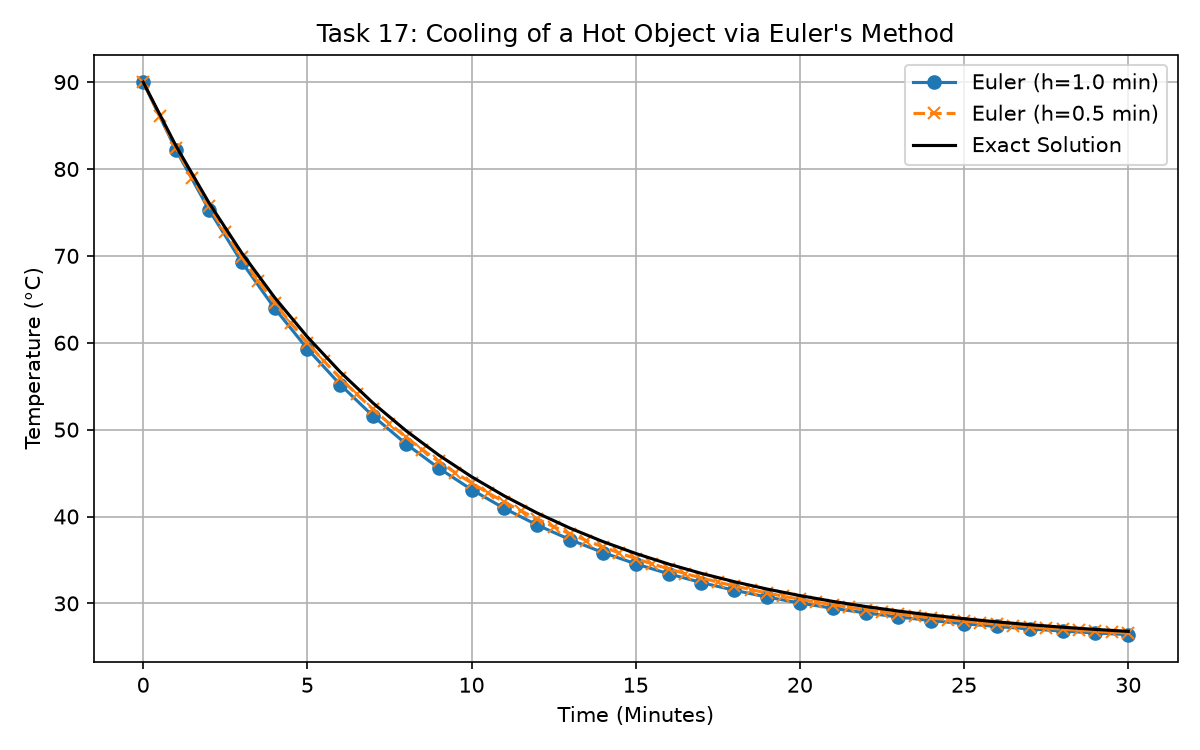 Task 17: Cooling of a Hot Object via Euler's Method
Euler (h=1.0 min)
Euler (h=0.5 min)
Exact Solution
Temperature (°C)
90
80
70
60
50
40
30
0 5 10 15 20 25 30
Time (Minutes)